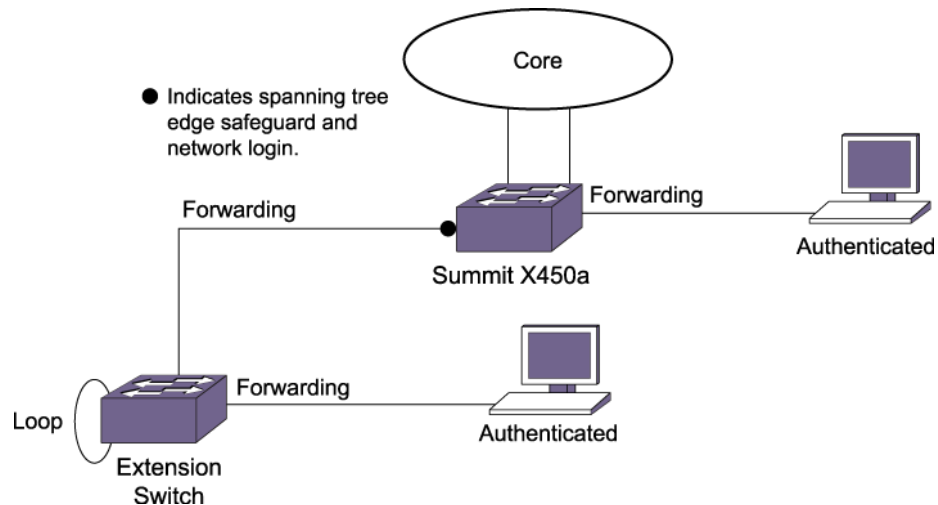 Core
Indicates spanning tree
edge safeguard and
network login.
Forwarding
Forwarding
Authenticated
Summit X450a
Forwarding
Authenticated
Loop
Extension
Switch